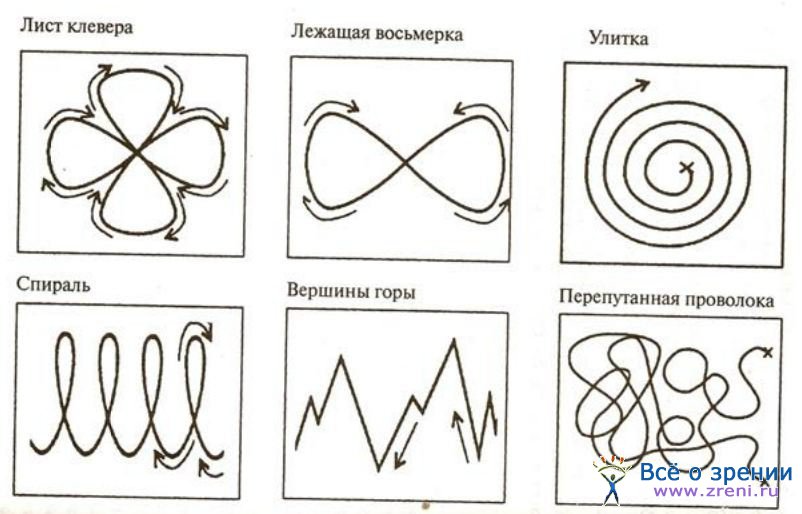 Лист клевера
Лежащая восьмерка
Улитка
Спираль
Вершины горы
Перепутанная проволока
Всё о зрении
www.zreni.ru